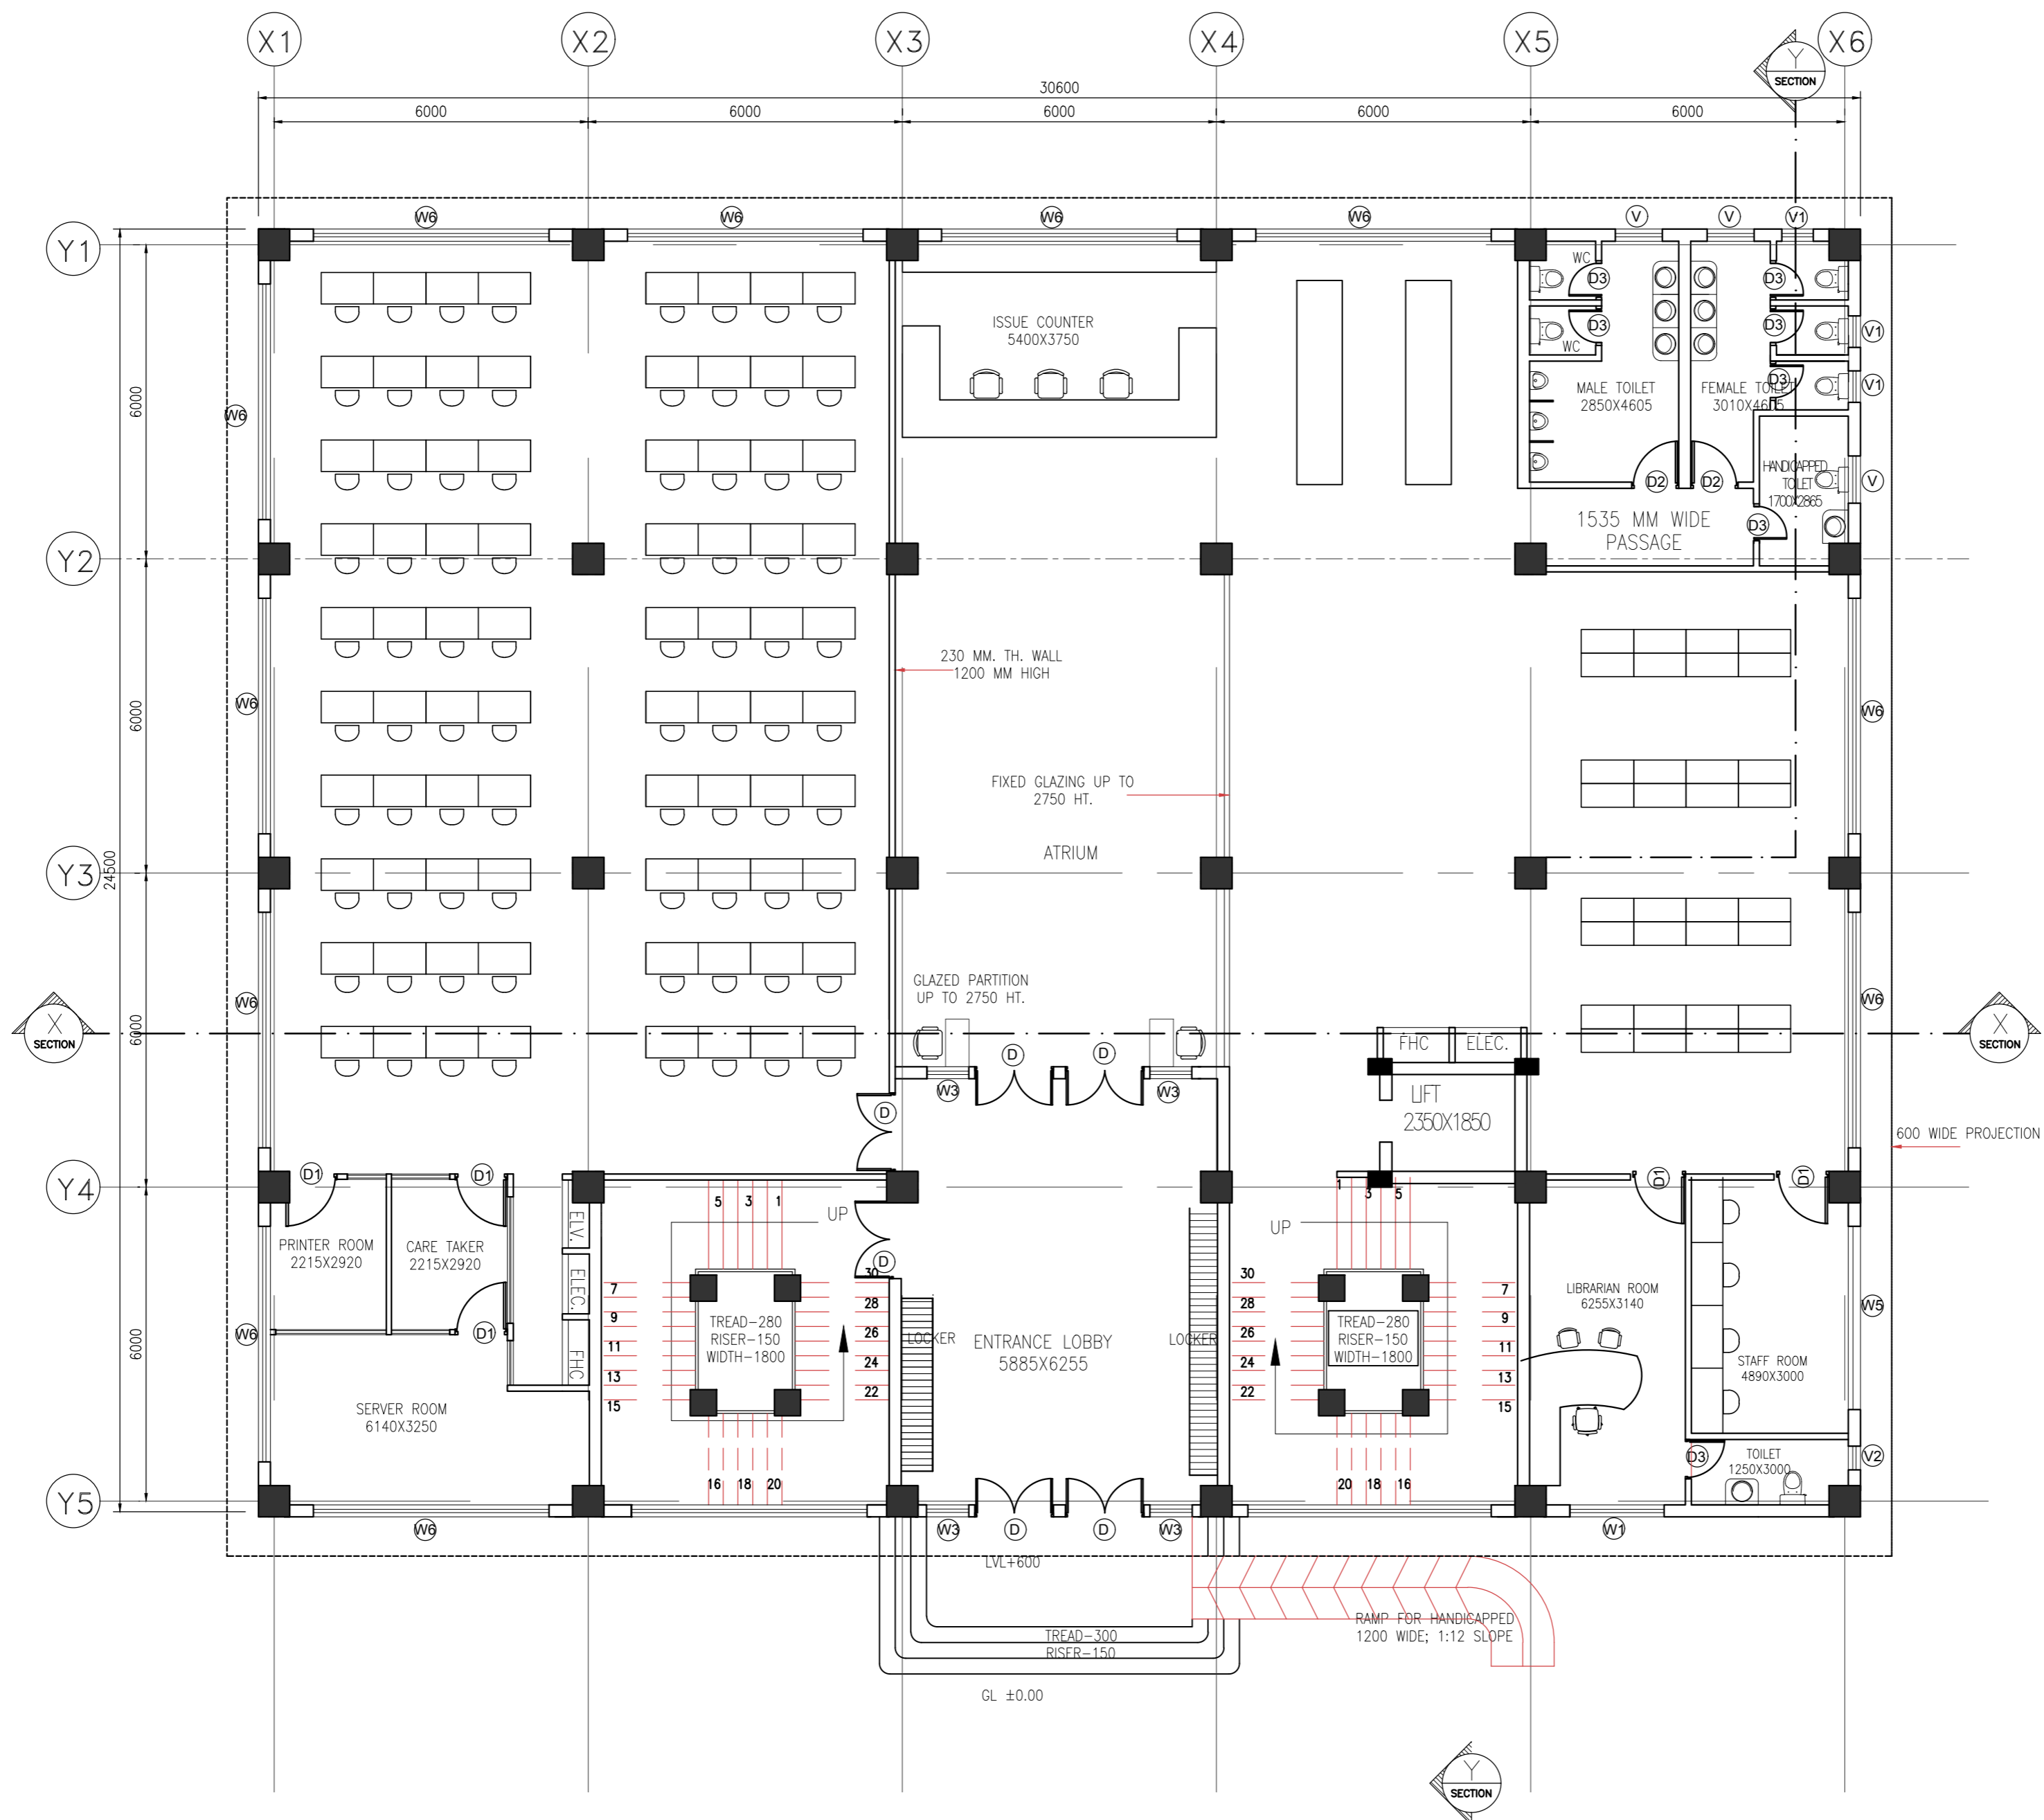 X1
X2
X3
X4
X5
X6
Y
SECTION
30600
6000
6000
6000
6000
6000
W6
W6
W6
W6
V
V
V1
Y1
WC
D3
D3
ISSUE COUNTER
5400X3750
D3
D3
V1
WC
MALE TOILET
2850X4605
FEMALE TOILET
3010X4605
D3
V1
6000
W6
HANDICAPPED
TOILET
1700X2865
D2
D2
V
1535 MM WIDE
PASSAGE
D3
Y2
230 MM. TH. WALL
1200 MM HIGH
6000
W6
W6
FIXED GLAZING UP TO
2750 HT.
ATRIUM
Y3
24500
GLAZED PARTITION
UP TO 2750 HT.
6000
W6
W6
X
SECTION
X
SECTION
D
D
FHC
ELEC.
W3
W3
LIFT
2350X1850
D
600 WIDE PROJECTION
Y4
D1
D1
D1
D1
5
3
1
UP
1
3
5
UP
ELV.
ELEC.
FHC
PRINTER ROOM
2215X2920
CARE TAKER
2215X2920
D
30
28
26
24
22
7
9
11
13
15
TREAD-280
RISER-150
WIDTH-1800
LOCKER
ENTRANCE LOBBY
5885X6255
LOCKER
30
28
26
24
22
TREAD-280
RISER-150
WIDTH-1800
7
9
11
13
15
LIBRARIAN ROOM
6255X3140
W5
6000
W6
D1
STAFF ROOM
4890X3000
SERVER ROOM
6140X3250
D3
TOILET
1250X3000
V2
16
18
20
20
18
16
Y5
W6
W3
D
D
W3
W1
LVL+600
RAMP FOR HANDICAPPED
1200 WIDE; 1:12 SLOPE
TREAD-300
RISER-150
GL ±0.00
Y
SECTION